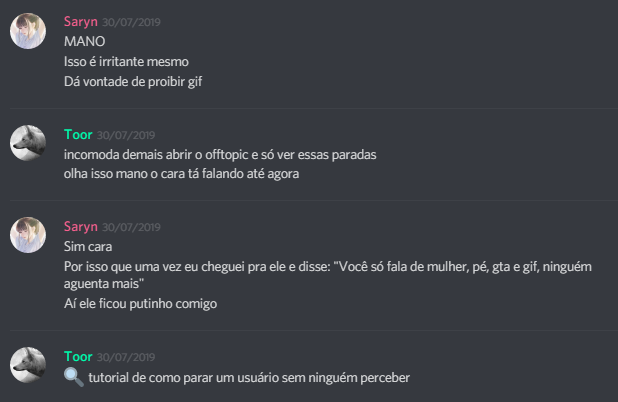 Saryn 30/07/2019
MANO
Isso é irritante mesmo
Dá vontade de proibir gif
Toor 30/07/2019
incomoda demais abrir o offtopic e só ver essas paradas
olha isso mano o cara tá falando até agora
Saryn 30/07/2019
Sim cara
Por isso que uma vez eu cheguei pra ele e disse: "Você só fala de mulher, pé, gta e gif, ninguém
aguenta mais"
Aí ele ficou putinho comigo
Toor 30/07/2019
🔍 tutorial de como parar um usuário sem ninguém perceber